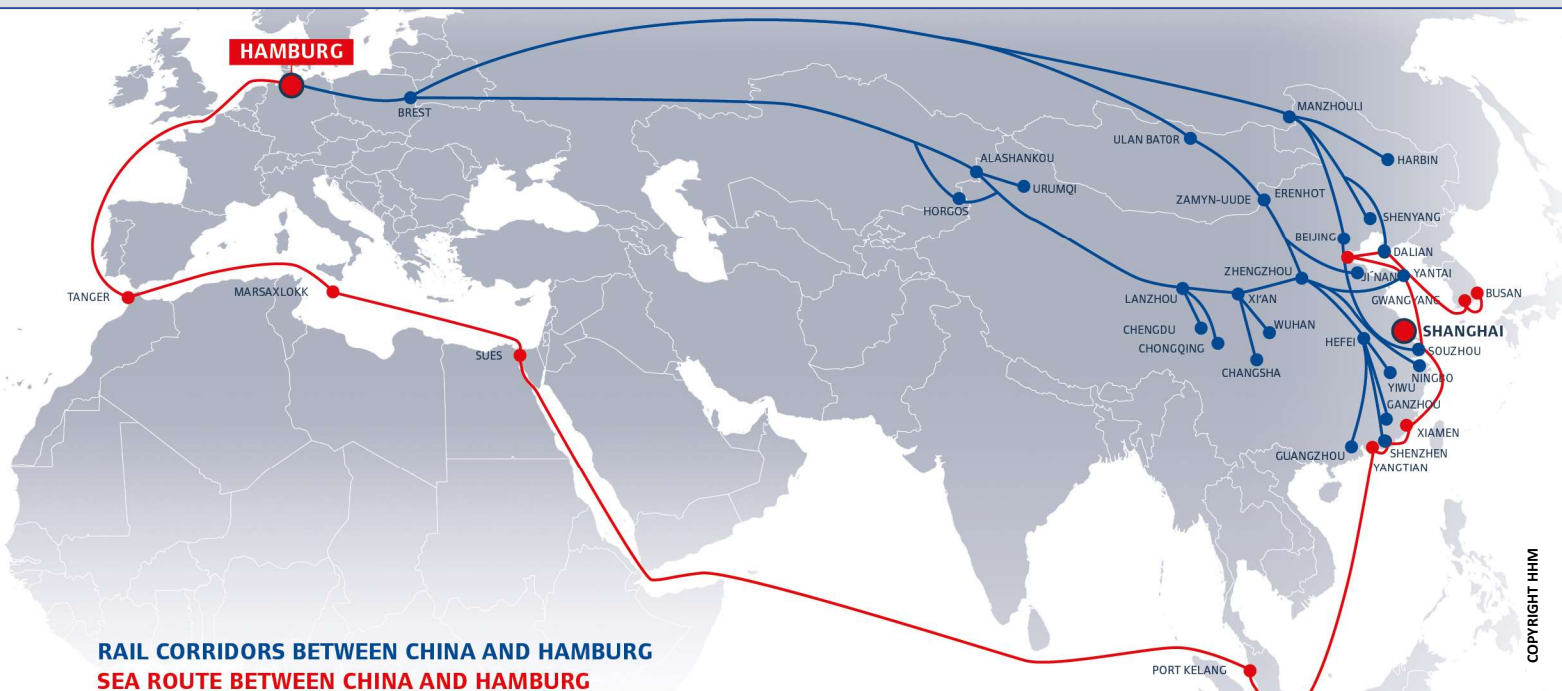 HAMBURG
BREST
MANZHOULI
ULAN BATOR
HARBIN
ALASHANKOU
URUMQI
HORGOS
ZAMYN-UUDE
ERENHOT
SHENYANG
BEIJING
DALIAN
ZHENGZHOU
JI´NAN
YANTAI
TANGER
MARSAXLOKK
LANZHOU
XI'AN
GWANGYANG
BUSAN
CHENGDU
WUHAN
SHANGHAI
CHONGQING
HEFEI
SOUZHOU
SUES
CHANGSHA
NINGBO
YIWU
GANZHOU
XIAMEN
GUANGZHOU
SHENZHEN
YANGTIAN
COPYRIGHT HHM
RAIL CORRIDORS BETWEEN CHINA AND HAMBURG
PORT KELANG
SEA ROUTE BETWEEN CHINA AND HAMBURG